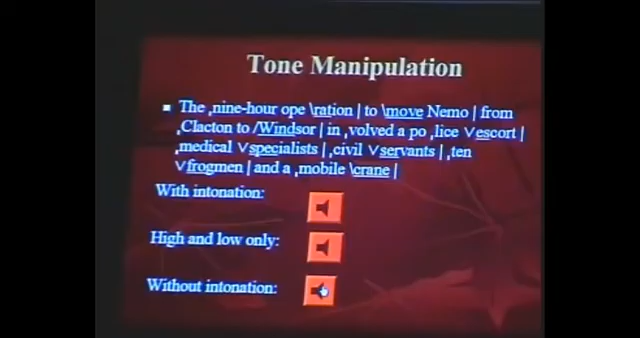 Tone Manipulation
▪ The ,nine-hour ope \ration | to \move Nemo | from
,Clacton to /Windsor | in ,volved a po ,lice ∨escort |
,medical ∨specialists | ,civil ∨servants | ,ten
∨frogmen | and a ,mobile \crane |
With intonation:
High and low only:
Without intonation: